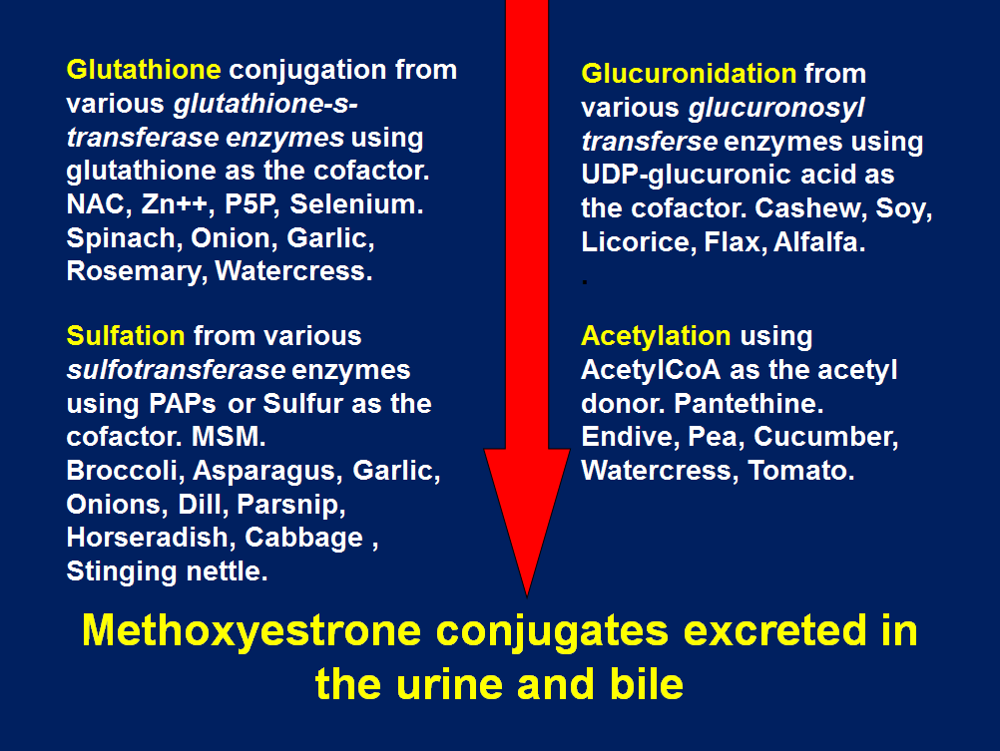 Glutathione conjugation from
various glutathione-s-
transferase enzymes using
glutathione as the cofactor.
NAC, Zn++, P5P, Selenium.
Spinach, Onion, Garlic,
Rosemary, Watercress.
Sulfation from various
sulfotransferase enzymes
using PAPs or Sulfur as the
cofactor. MSM.
Broccoli, Asparagus, Garlic,
Onions, Dill, Parsnip,
Horseradish, Cabbage ,
Stinging nettle.
Glucuronidation from
various glucuronosyl
transferse enzymes using
UDP-glucuronic acid as
the cofactor. Cashew, Soy,
Licorice, Flax, Alfalfa.
.
Acetylation using
AcetylCoA as the acetyl
donor. Pantethine.
Endive, Pea, Cucumber,
Watercress, Tomato.
Methoxyestrone conjugates excreted in
the urine and bile